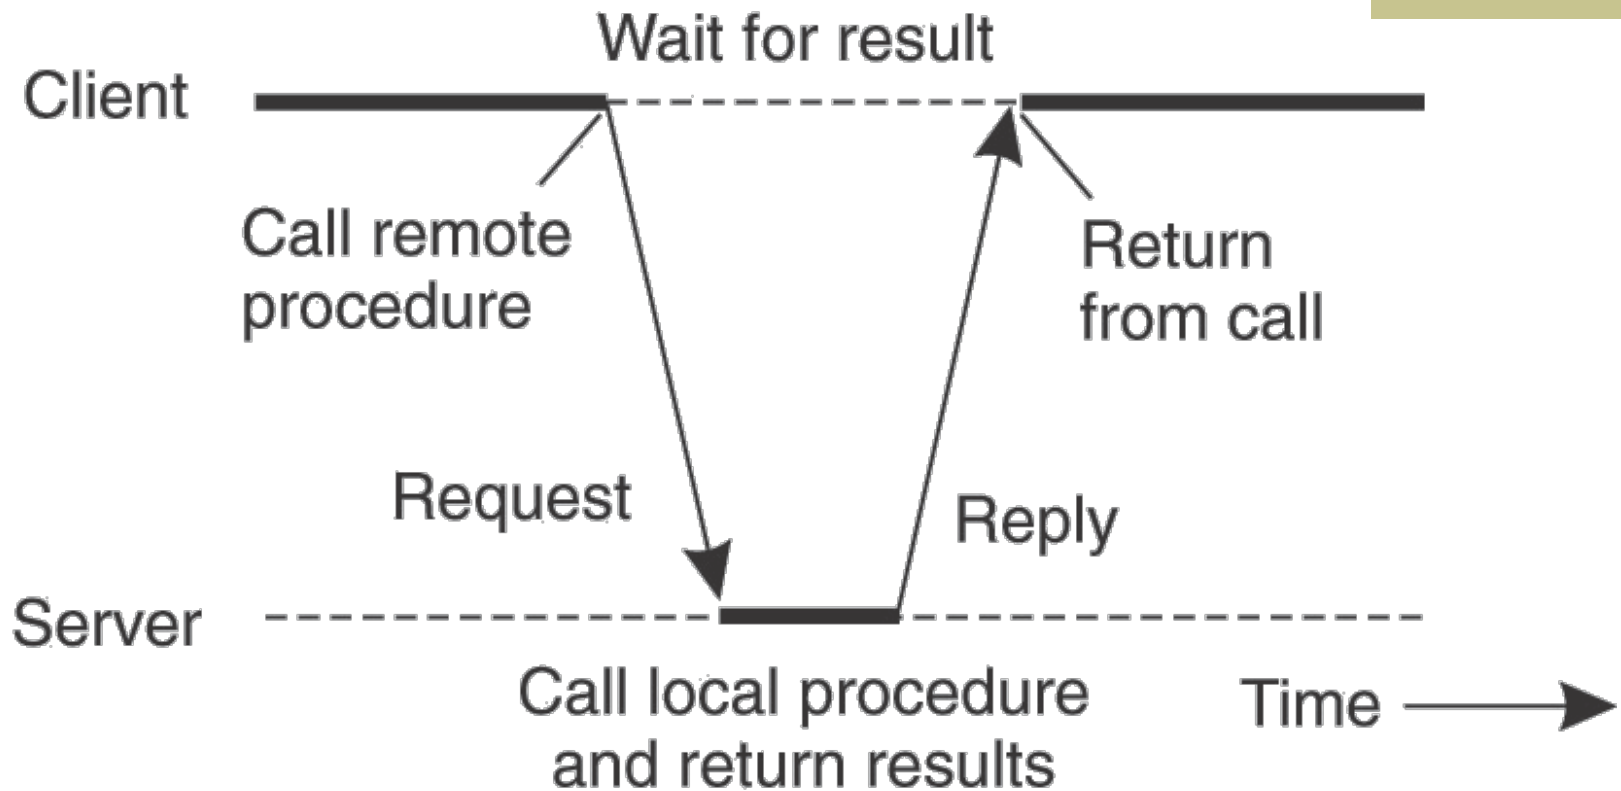 Wait for result
Client
Call remote
procedure
Return
from call
Request
Reply
Server
Call local procedure
and return results
Time